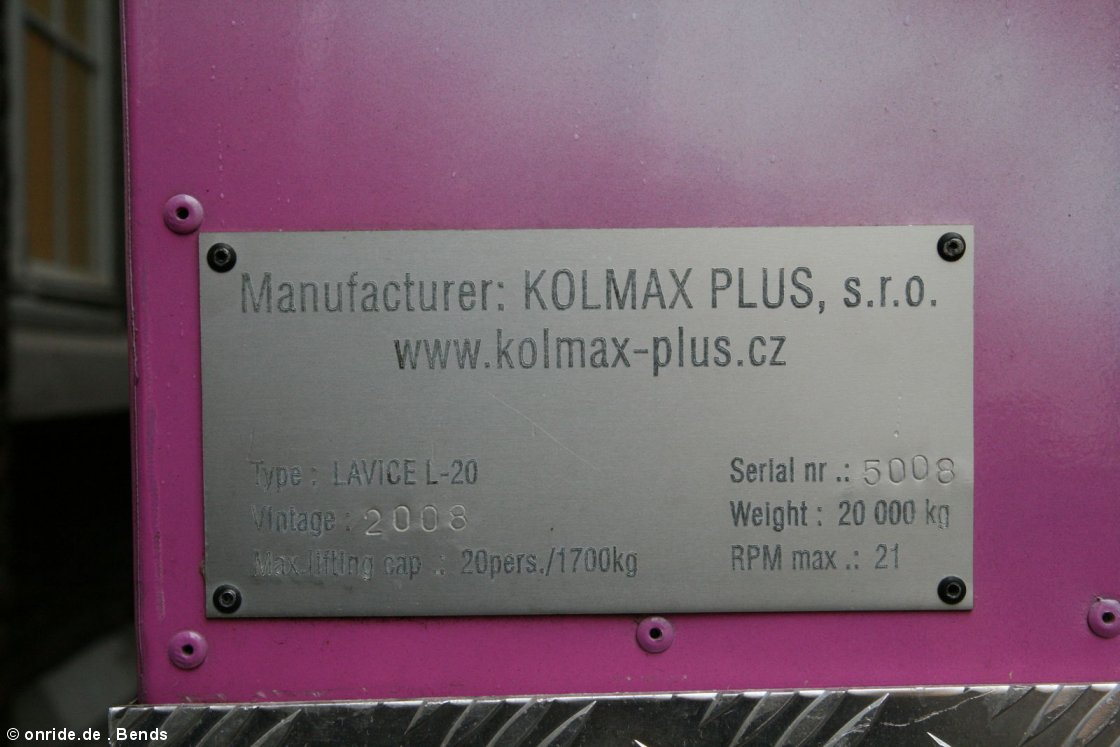 Manufacturer: KOLMAX PLUS, s.r.o.
www.kolmax-plus.cz
Type : LAVICE L-20
Serial nr .: 5008
Vintage : 2008
Weight : 20 000 kg
Max.lifting cap .: 20pers./1700kg
RPM max .: 21
© onride.de . Bends